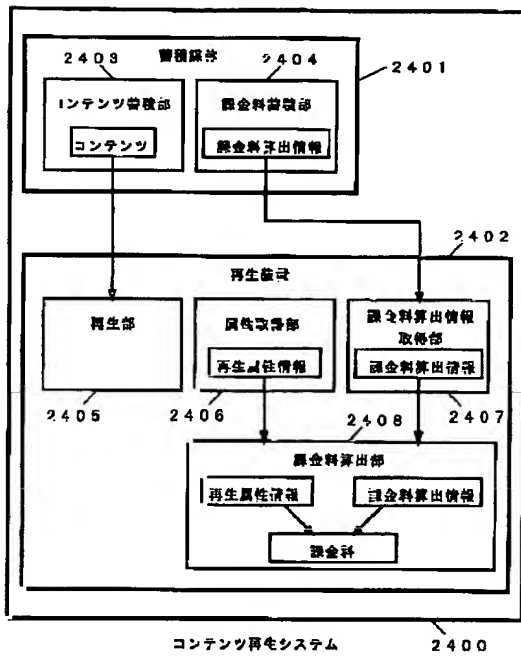 2403
蓄積媒体
2404
2401
コンテンツ蓄積部
課金料蓄積部
コンテンツ
課金料算出情報
2402
再生装置
再生部
属性取得部
課金料算出情報
取得部
再生属性情報
課金料算出情報
2405
2406
2408
2407
課金料算出部
再生属性情報
課金料算出情報
課金料
コンテンツ再生システム
2400